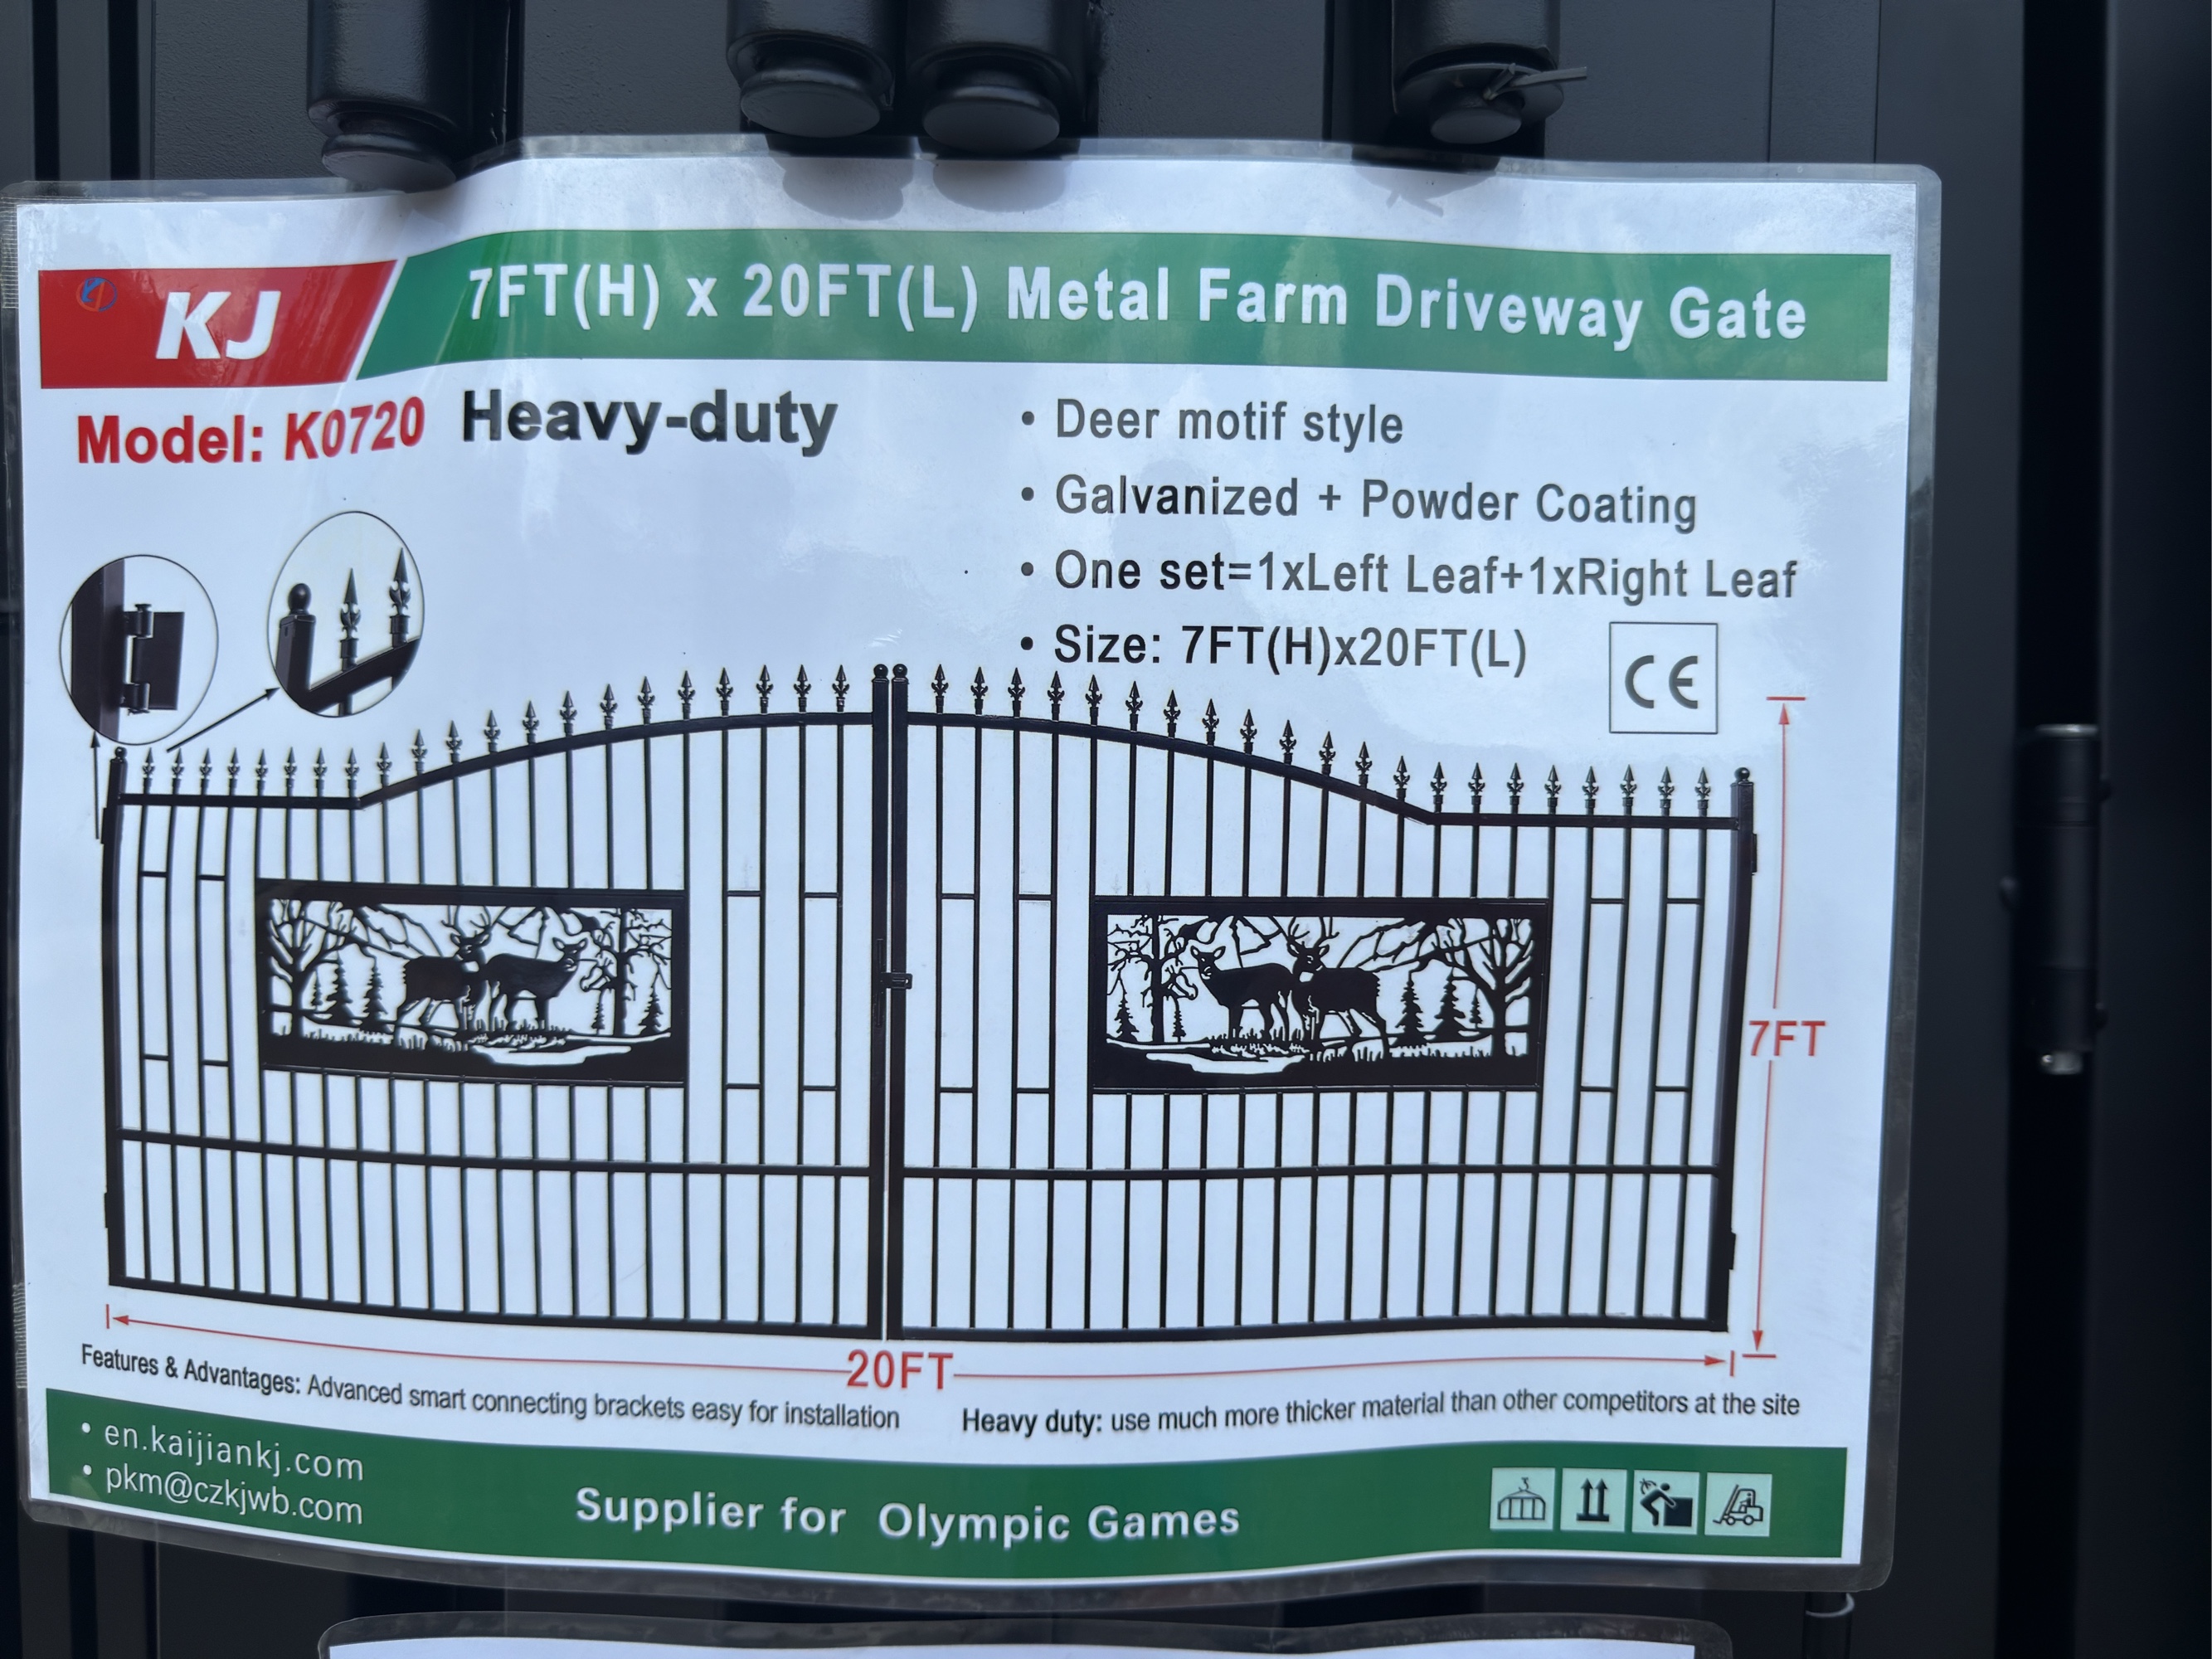 KJ
7FT(H) x 20FT(L) Metal Farm Driveway Gate
Model: K0720 Heavy-duty
• Deer motif style
• Galvanized + Powder Coating
• One set=1xLeft Leaf+1xRight Leaf
• Size: 7FT(H)x20FT(L)
CE
7FT
20FT
Features & Advantages: Advanced smart connecting brackets easy for installation
Heavy duty: use much more thicker material than other competitors at the site
• en.kaijiankj.com
• pkm@czkjwb.com
Supplier for Olympic Games